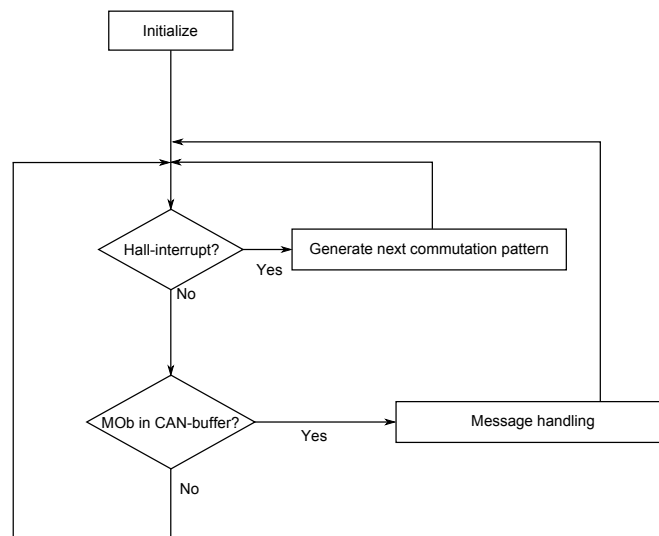 Initialize
Hall-interrupt?
Generate next commutation pattern
Yes
No
MOb in CAN-buffer?
Message handling
Yes
No